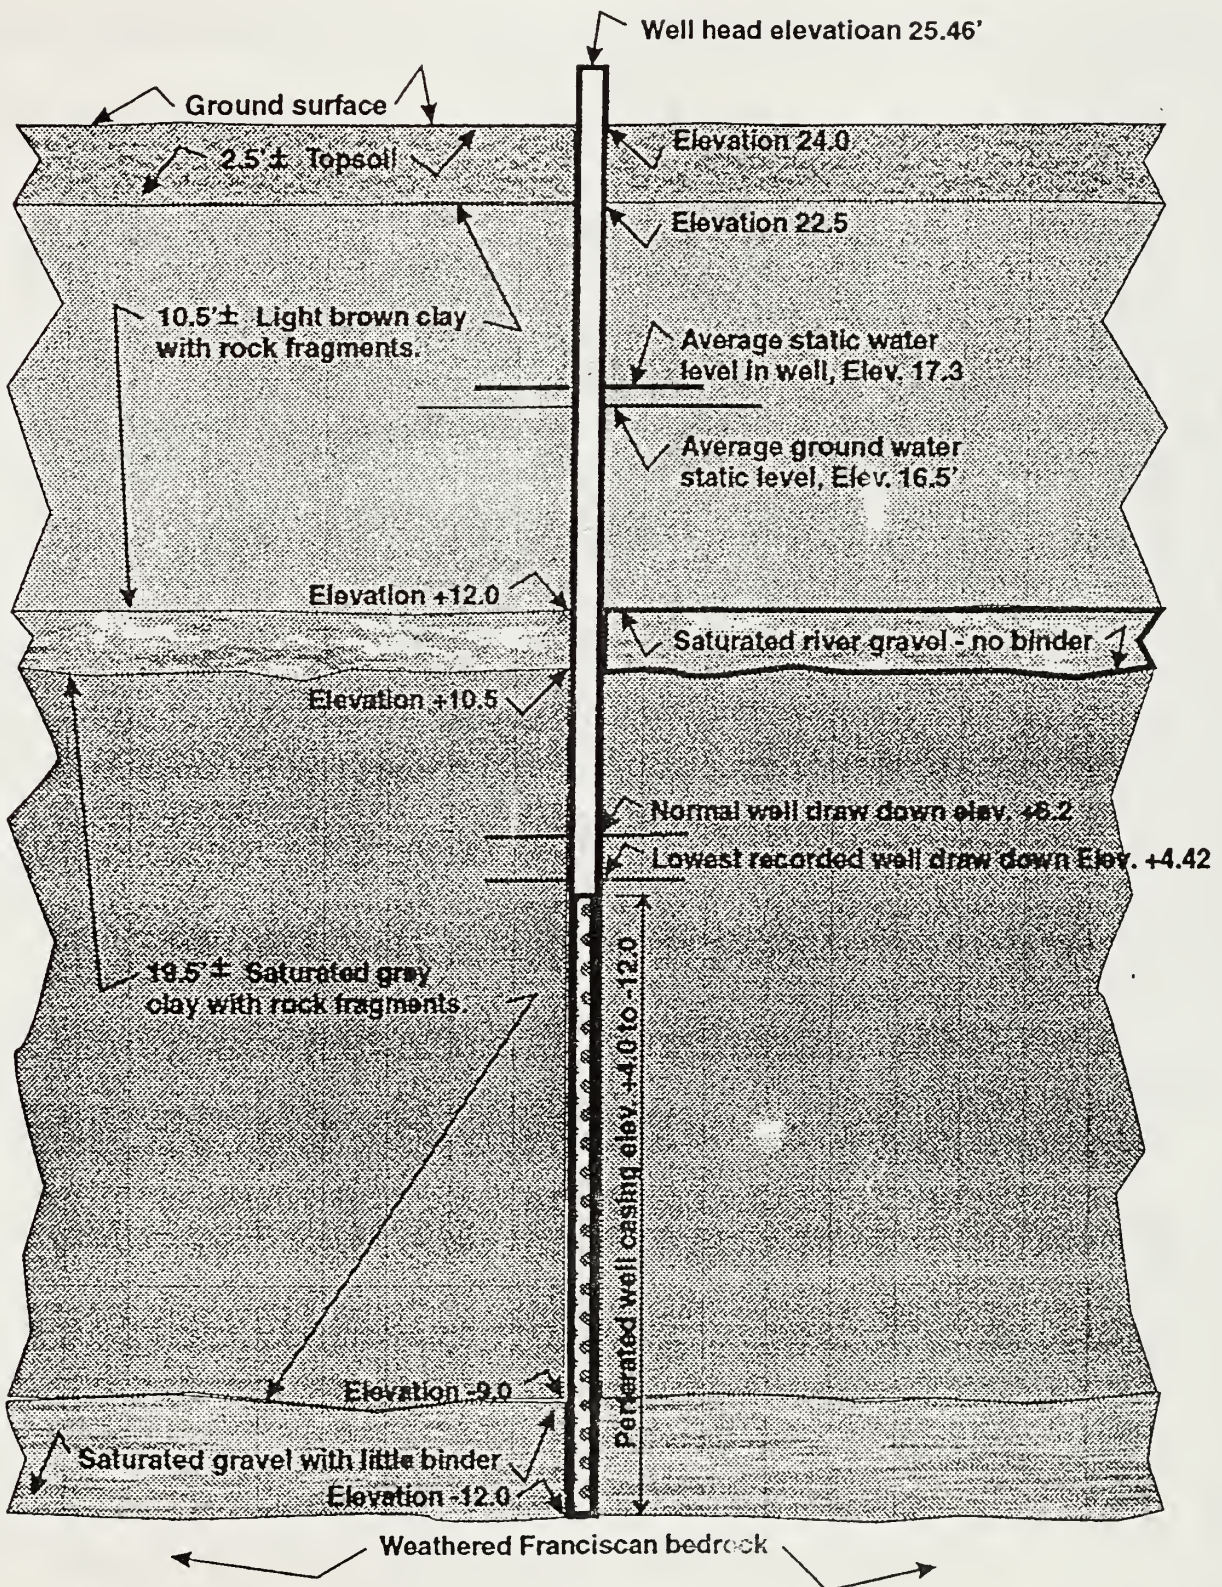 Well head elevatioan 25.46'
Ground surface
2.5'± Topsoil
Elevation 24.0
Elevation 22.5
10.5'± Light brown clay
with rock fragments.
Average static water
level in well, Elev. 17.3
Average ground water
static level, Elev. 16.5'
Elevation +12.0
Saturated river gravel - no binder
Elevation +10.5
Normal well draw down elev. +6.2
Lowest recorded well draw down Elev. +4.42
19.5'± Saturated grey
clay with rock fragments.
Perforated well casing elev. +4.0 to -12.0
Elevation -9.0
Saturated gravel with little binder
Elevation -12.0
Weathered Franciscan bedrock